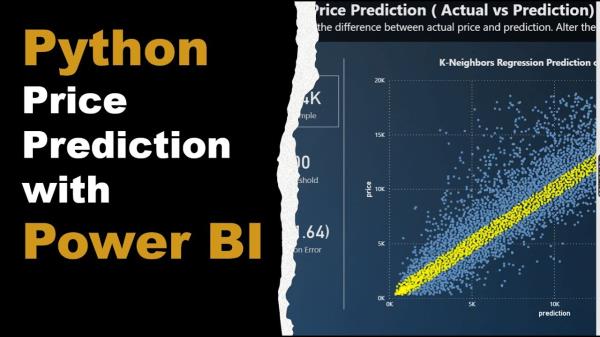 Python
Price
Prediction
with
Power BI
Price Prediction ( Actual vs Prediction)
the difference between actual price and prediction. Alter the
K-Neighbors Regression Prediction
20K
15K
10K
5K
0K
price
0K
5K
10K
prediction
4K
mple
00
shold
1.64)
on Error